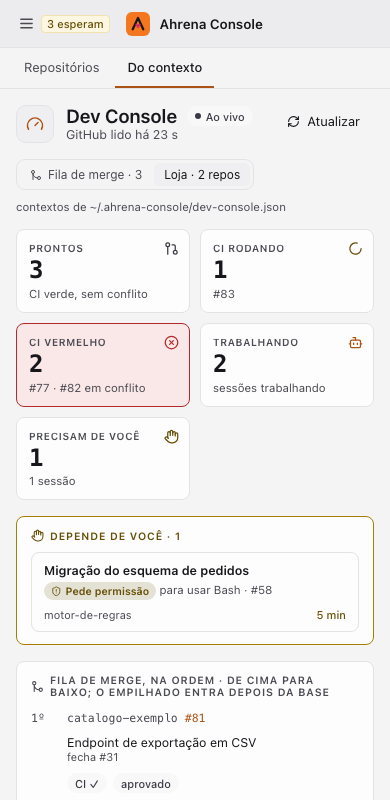 3 esperam
Ahrena Console
Repositórios
Do contexto
Dev Console
Ao vivo
GitHub lido há 23 s
Atualizar
Fila de merge · 3
Loja · 2 repos
contextos de ~/.ahrena-console/dev-console.json
PRONTOS
3
CI verde, sem conflito
CI RODANDO
1
#83
CI VERMELHO
2
#77 · #82 em conflito
TRABALHANDO
2
sessões trabalhando
PRECISAM DE VOCÊ
1
1 sessão
DEPENDE DE VOCÊ · 1
Migração do esquema de pedidos
Pede permissão para usar Bash · #58
motor-de-regras
5 min
FILA DE MERGE, NA ORDEM · DE CIMA PARA
BAIXO; O EMPILHADO ENTRA DEPOIS DA BASE
1º
catalogo-exemplo #81
Endpoint de exportação em CSV
fecha #31
CI ✓
aprovado